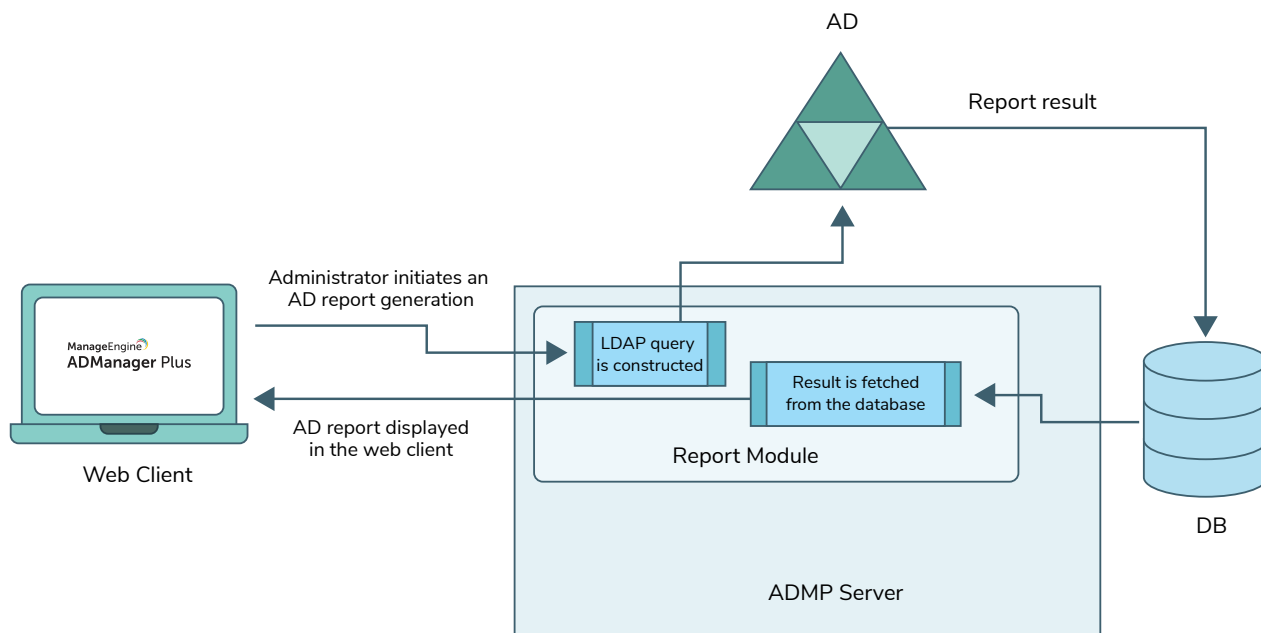 AD
Report result
Administrator initiates an
AD report generation
ManageEngine
ADManager Plus
LDAP query
is constructed
Result is fetched
from the database
AD report displayed
in the web client
Report Module
Web Client
DB
ADMP Server